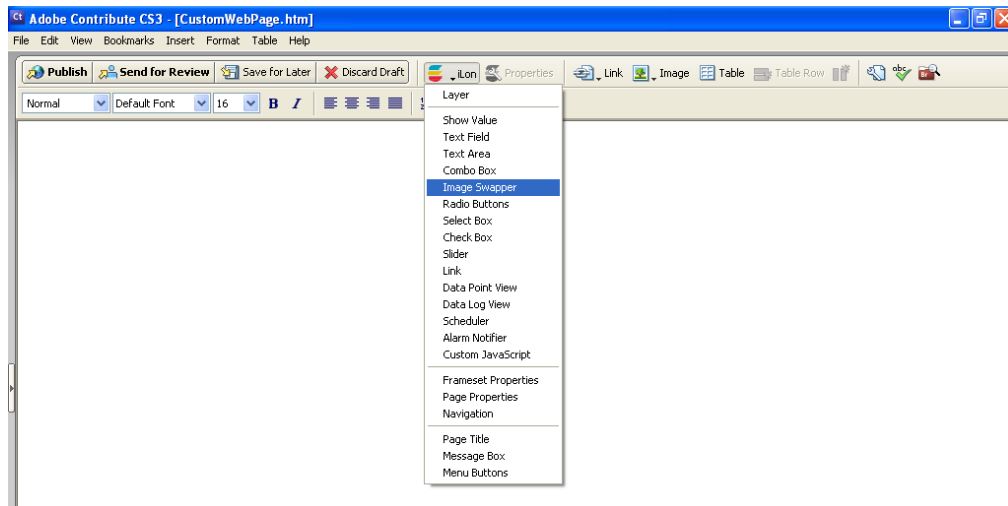 Ct Adobe Contribute CS3 - [CustomWebPage.htm]
File Edit View Bookmarks Insert Format Table Help
Publish Send for Review Save for Later Discard Draft iLon Properties Link Image Table Table Row abc Br
Normal Default Font 16 B I
Layer
Show Value
Text Field
Text Area
Combo Box
Image Swapper
Radio Buttons
Select Box
Check Box
Slider
Link
Data Point View
Data Log View
Scheduler
Alarm Notifier
Custom JavaScript
Frameset Properties
Page Properties
Navigation
Page Title
Message Box
Menu Buttons